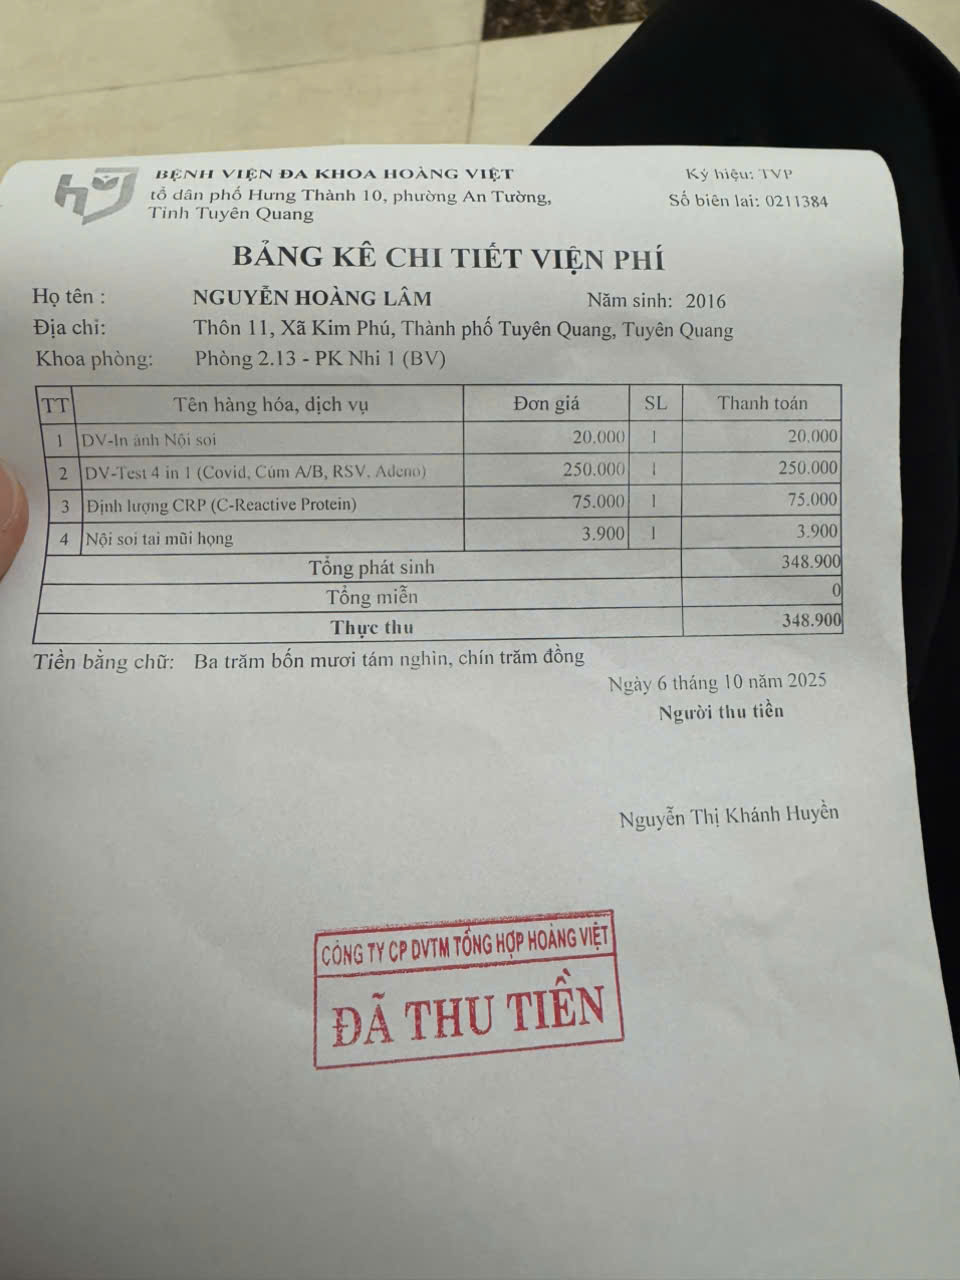 BỆNH VIỆN ĐA KHOA HOÀNG VIỆT
tổ dân phố Hưng Thành 10, phường An Tường,
Tỉnh Tuyên Quang
Ký hiệu: TVP
Số biên lai: 0211384
BẢNG KÊ CHI TIẾT VIỆN PHÍ
Họ tên : NGUYỄN HOÀNG LÂM Năm sinh: 2016
Địa chỉ: Thôn 11, Xã Kim Phú, Thành phố Tuyên Quang, Tuyên Quang
Khoa phòng: Phòng 2.13 - PK Nhi 1 (BV)
TT Tên hàng hóa, dịch vụ Đơn giá SL Thanh toán
1 DV-In ảnh Nội soi 20.000 1 20.000
2 DV-Test 4 in 1 (Covid, Cúm A/B, RSV, Adeno) 250.000 1 250.000
3 Định lượng CRP (C-Reactive Protein) 75.000 1 75.000
4 Nội soi tai mũi họng 3.900 1 3.900
Tổng phát sinh 348.900
Tổng miễn 0
Thực thu 348.900
Tiền bằng chữ: Ba trăm bốn mươi tám nghìn, chín trăm đồng
Ngày 6 tháng 10 năm 2025
Người thu tiền
Nguyễn Thị Khánh Huyền
CÔNG TY CP DVTM TỔNG HỢP HOÀNG VIỆT
ĐÃ THU TIỀN